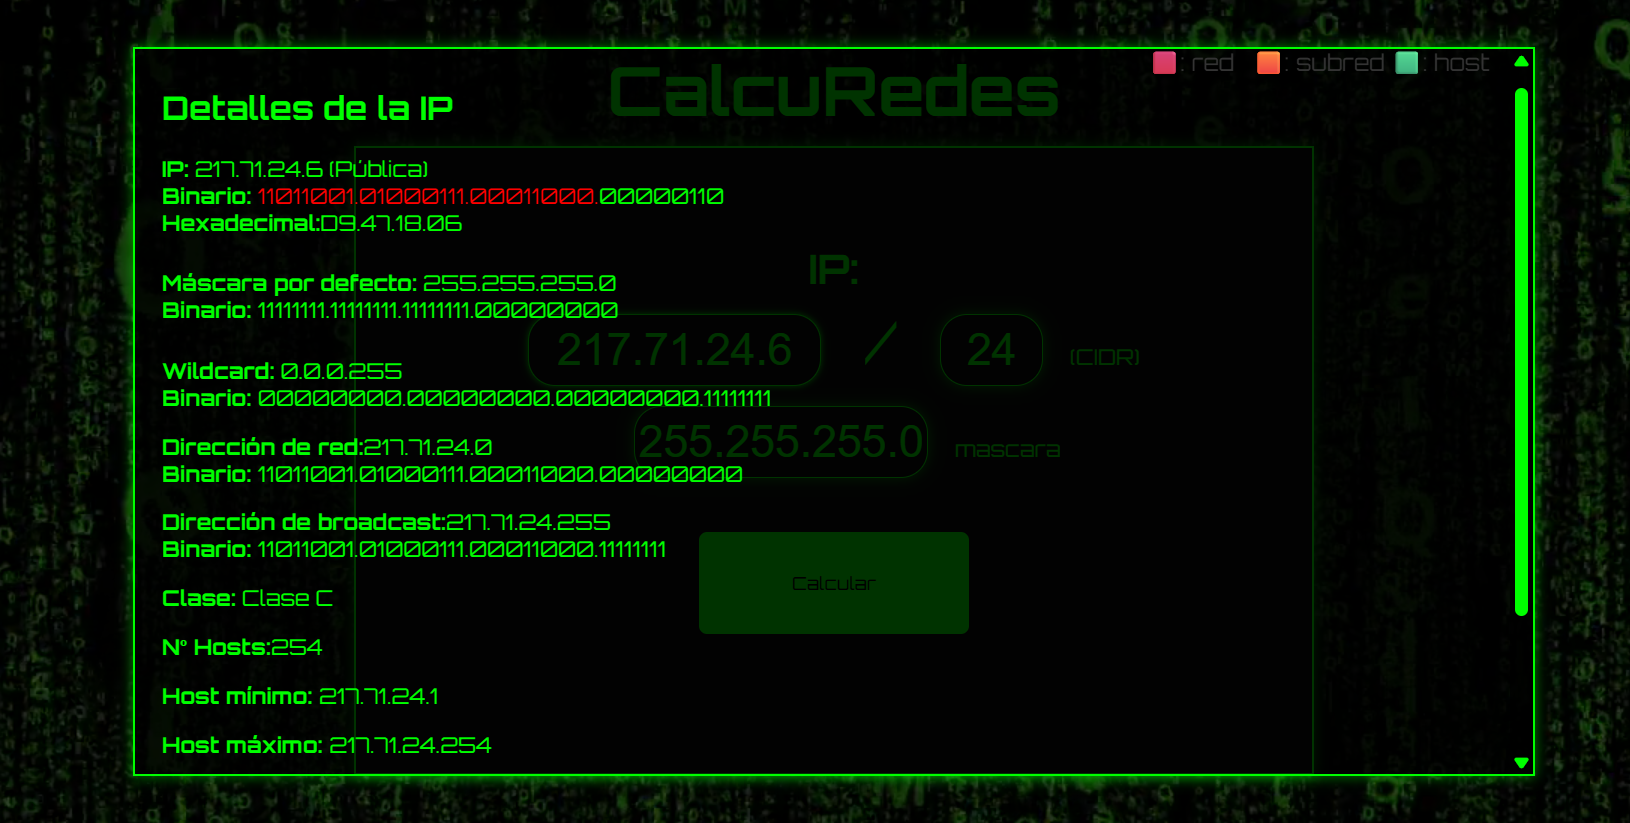 : red : subred : host
CalcuRedes
Detalles de la IP
IP: 217.71.24.6 (Pública)
Binario: 11011001.01000111.00011000.00000110
Hexadecimal:D9.47.18.06
IP:
Máscara por defecto: 255.255.255.0
Binario: 11111111.11111111.11111111.00000000
217.71.24.6 / 24 (CIDR)
Wildcard: 0.0.0.255
Binario: 00000000.00000000.00000000.11111111
255.255.255.0 mascara
Dirección de red:217.71.24.0
Binario: 11011001.01000111.00011000.00000000
Dirección de broadcast:217.71.24.255
Binario: 11011001.01000111.00011000.11111111
Calcular
Clase: Clase C
Nº Hosts:254
Host mínimo: 217.71.24.1
Host máximo: 217.71.24.254